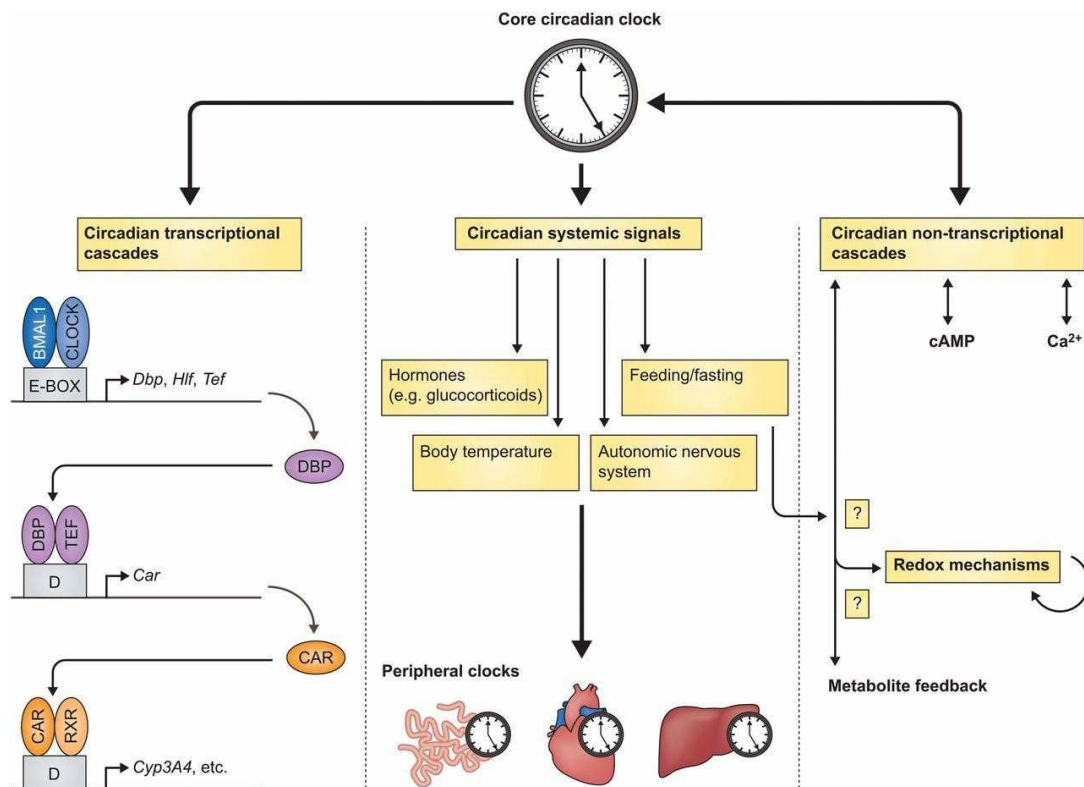 Core circadian clock
Circadian transcriptional
cascades
BMAL1
CLOCK
E-BOX
Dbp, Hlf, Tef
DBP
DBP
TEF
D
Car
CAR
CAR
RXR
D
Cyp3A4, etc.
Circadian systemic signals
Hormones
(e.g. glucocorticoids)
Feeding/fasting
Body temperature
Autonomic nervous
system
Peripheral clocks
Circadian non-transcriptional
cascades
cAMP
Ca²⁺
?
Redox mechanisms
?
Metabolite feedback